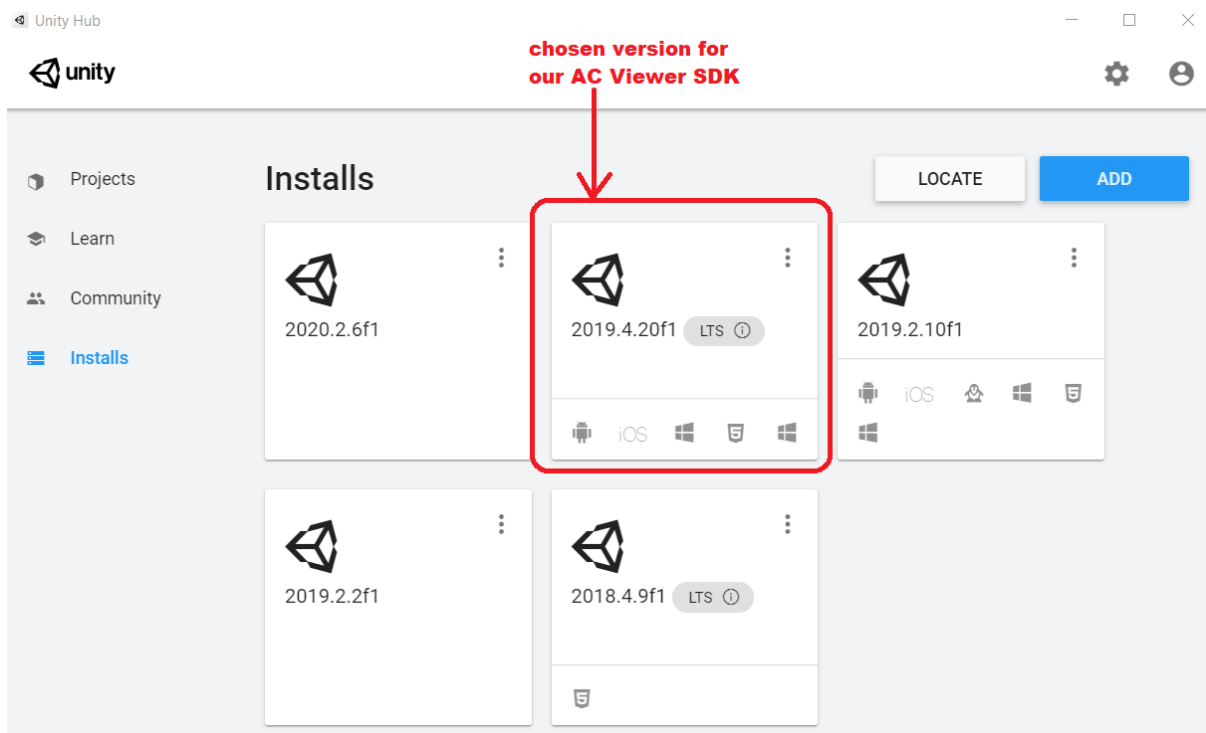 Unity Hub
chosen version for
our AC Viewer SDK
unity
Projects
Learn
Community
Installs
Installs
LOCATE
ADD
2020.2.6f1
2019.4.20f1 LTS
iOS
2019.2.10f1
iOS
2019.2.2f1
2018.4.9f1 LTS